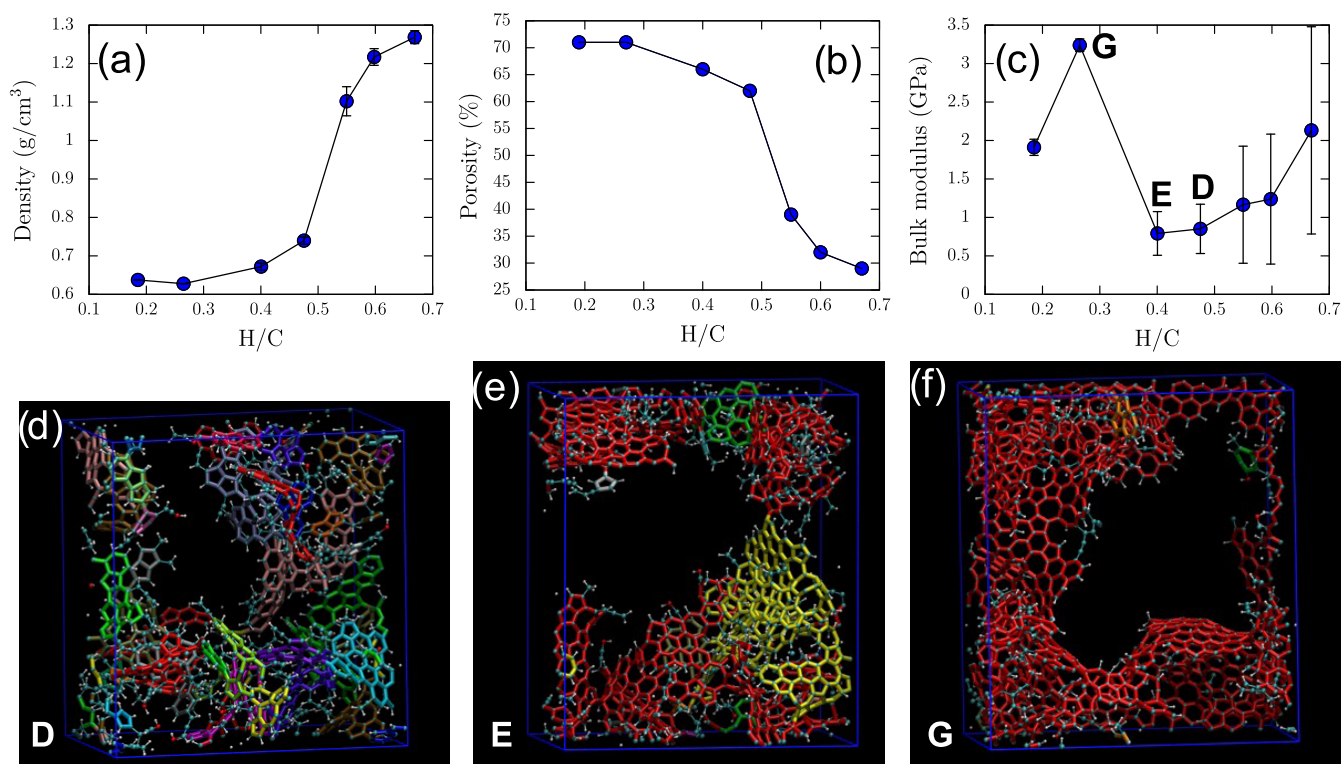 (a)
Density (g/cm³)
1.3
1.2
1.1
1
0.9
0.8
0.7
0.6
0.1 0.2 0.3 0.4 0.5 0.6 0.7
H/C
(b)
Porosity (%)
75
70
65
60
55
50
45
40
35
30
25
0.1 0.2 0.3 0.4 0.5 0.6 0.7
H/C
(c)
Bulk modulus (GPa)
3.5
3
2.5
2
1.5
1
0.5
0
G
E
D
0.1 0.2 0.3 0.4 0.5 0.6 0.7
H/C
(d)
D
(e)
E
(f)
G